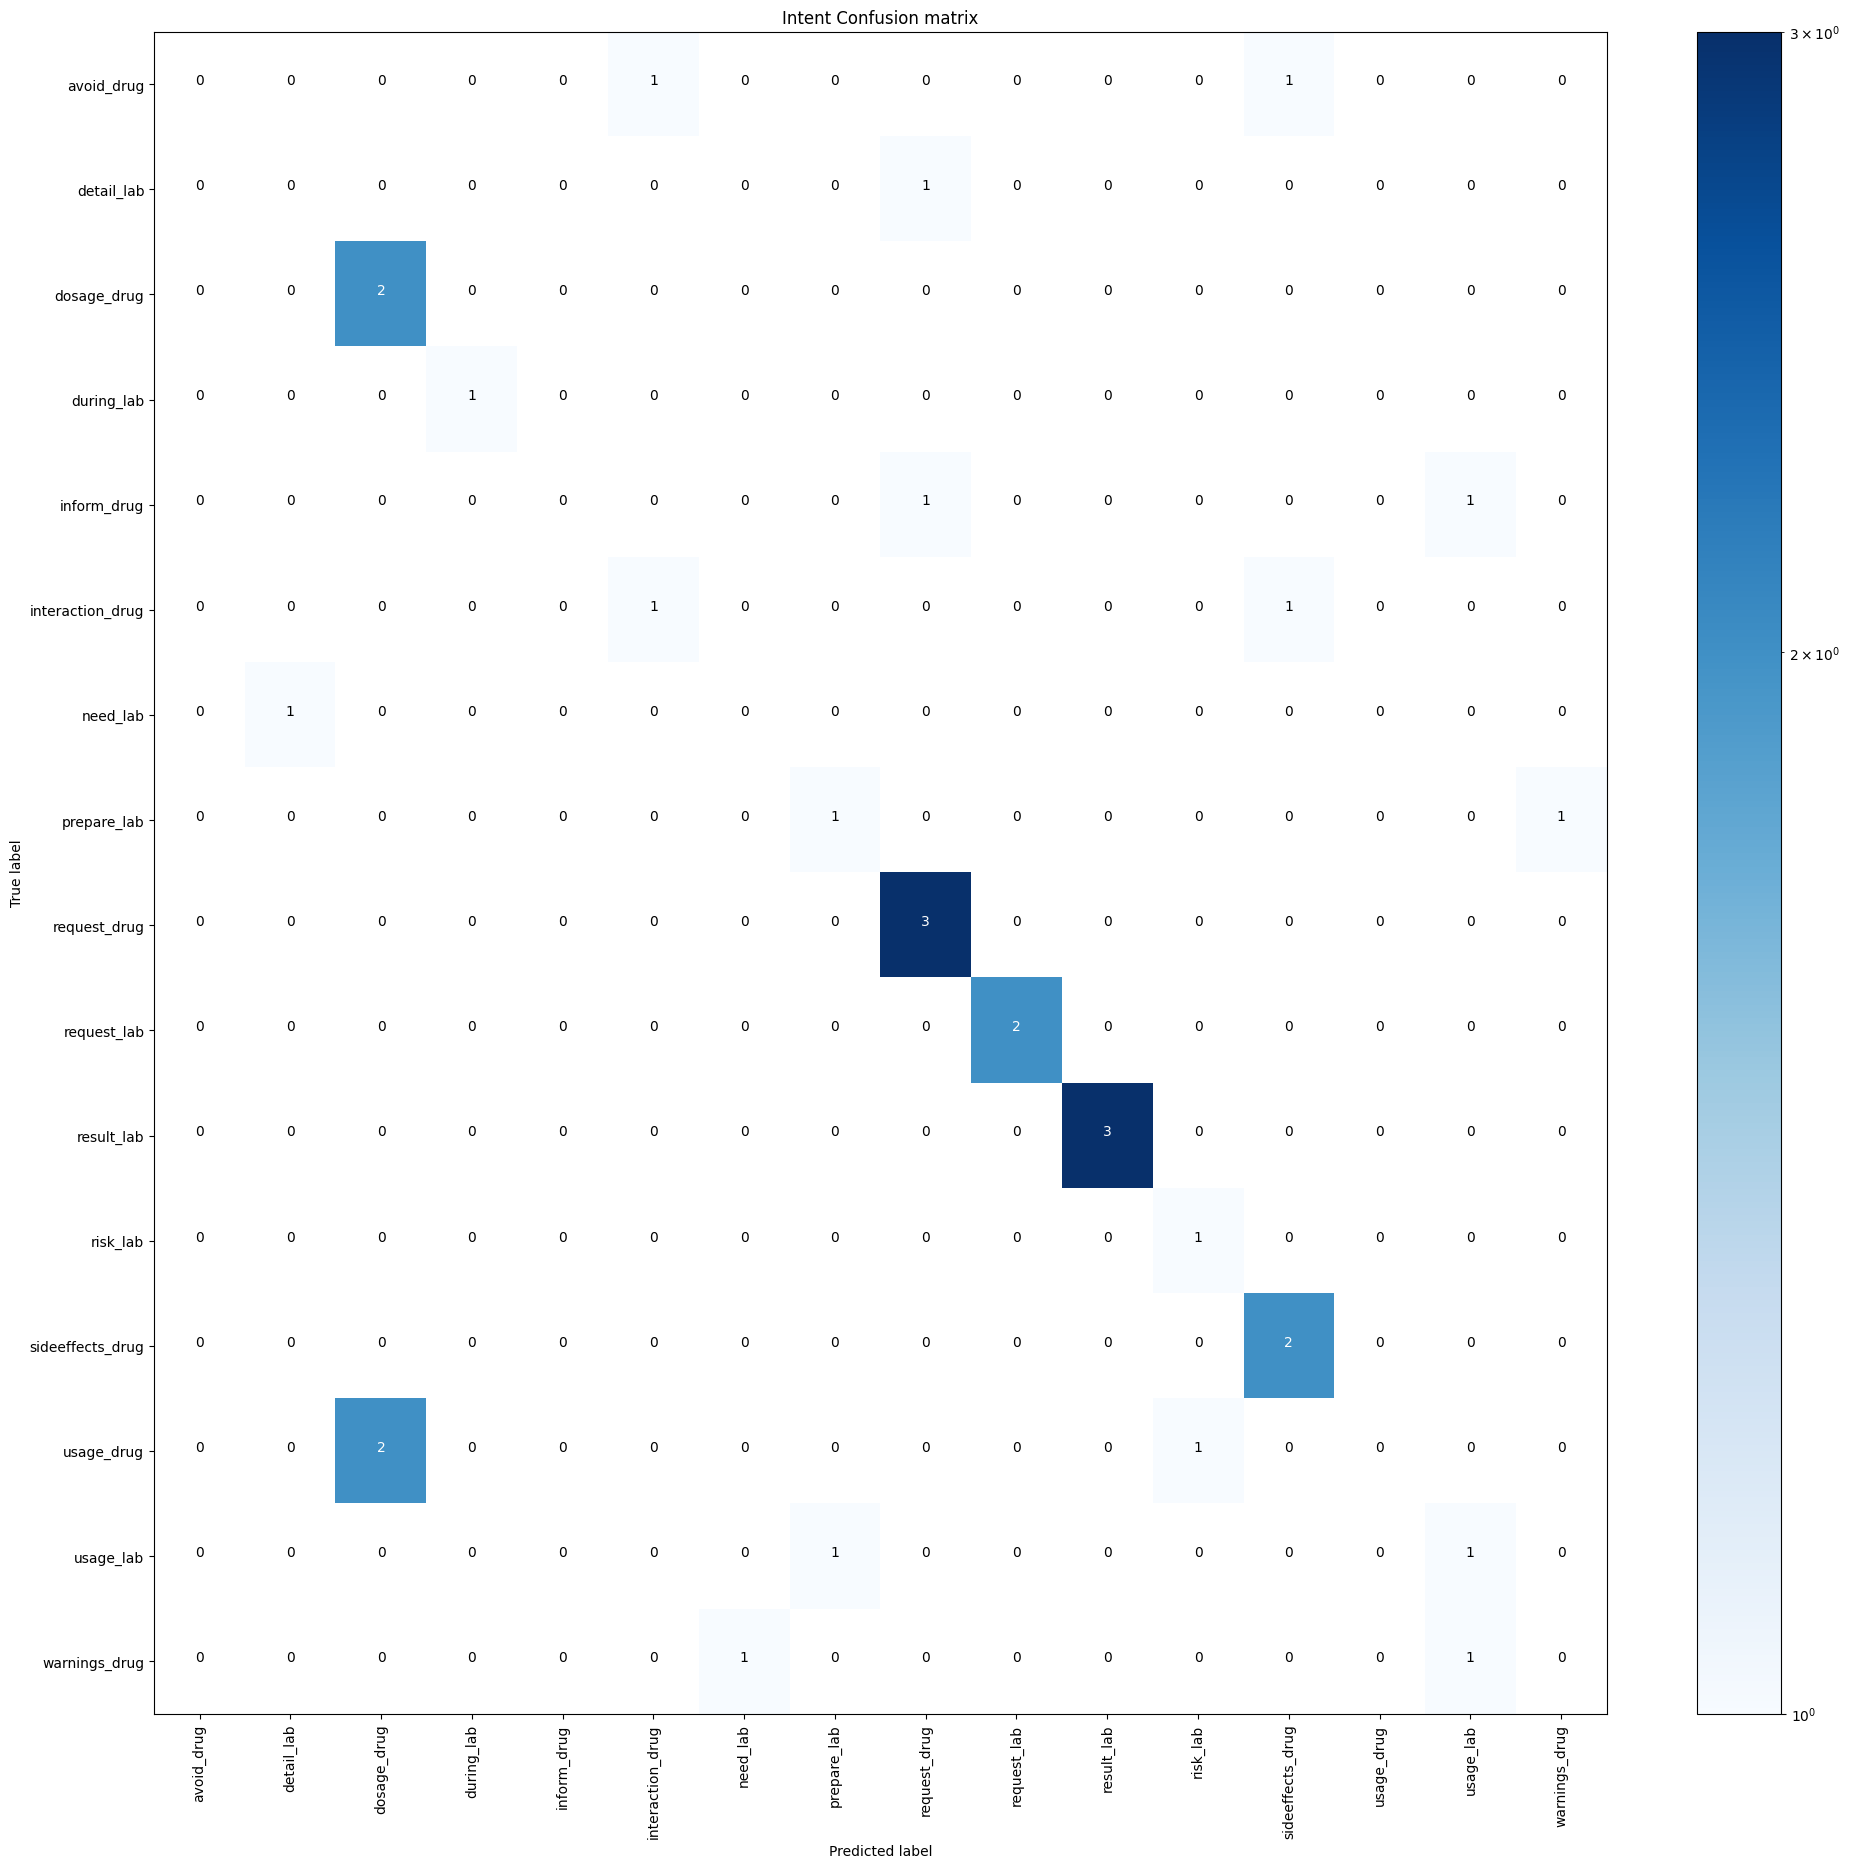 Intent Confusion matrix
avoid_drug 0 0 0 0 0 1 0 0 0 0 0 0 1 0 0 0
detail_lab 0 0 0 0 0 0 0 0 1 0 0 0 0 0 0 0
dosage_drug 0 0 2 0 0 0 0 0 0 0 0 0 0 0 0 0
during_lab 0 0 0 1 0 0 0 0 0 0 0 0 0 0 0 0
inform_drug 0 0 0 0 0 0 0 0 1 0 0 0 0 0 1 0
interaction_drug 0 0 0 0 0 1 0 0 0 0 0 0 1 0 0 0
need_lab 0 1 0 0 0 0 0 0 0 0 0 0 0 0 0 0
prepare_lab 0 0 0 0 0 0 0 1 0 0 0 0 0 0 0 1
request_drug 0 0 0 0 0 0 0 0 3 0 0 0 0 0 0 0
request_lab 0 0 0 0 0 0 0 0 0 2 0 0 0 0 0 0
result_lab 0 0 0 0 0 0 0 0 0 0 3 0 0 0 0 0
risk_lab 0 0 0 0 0 0 0 0 0 0 0 1 0 0 0 0
sideeffects_drug 0 0 0 0 0 0 0 0 0 0 0 0 2 0 0 0
usage_drug 0 0 2 0 0 0 0 0 0 0 0 1 0 0 0 0
usage_lab 0 0 0 0 0 0 0 1 0 0 0 0 0 0 1 0
warnings_drug 0 0 0 0 0 0 1 0 0 0 0 0 0 0 1 0
True label
avoid_drug
detail_lab
dosage_drug
during_lab
inform_drug
interaction_drug
need_lab
prepare_lab
request_drug
request_lab
result_lab
risk_lab
sideeffects_drug
usage_drug
usage_lab
warnings_drug
Predicted label
3 × 10⁰
2 × 10⁰
10⁰